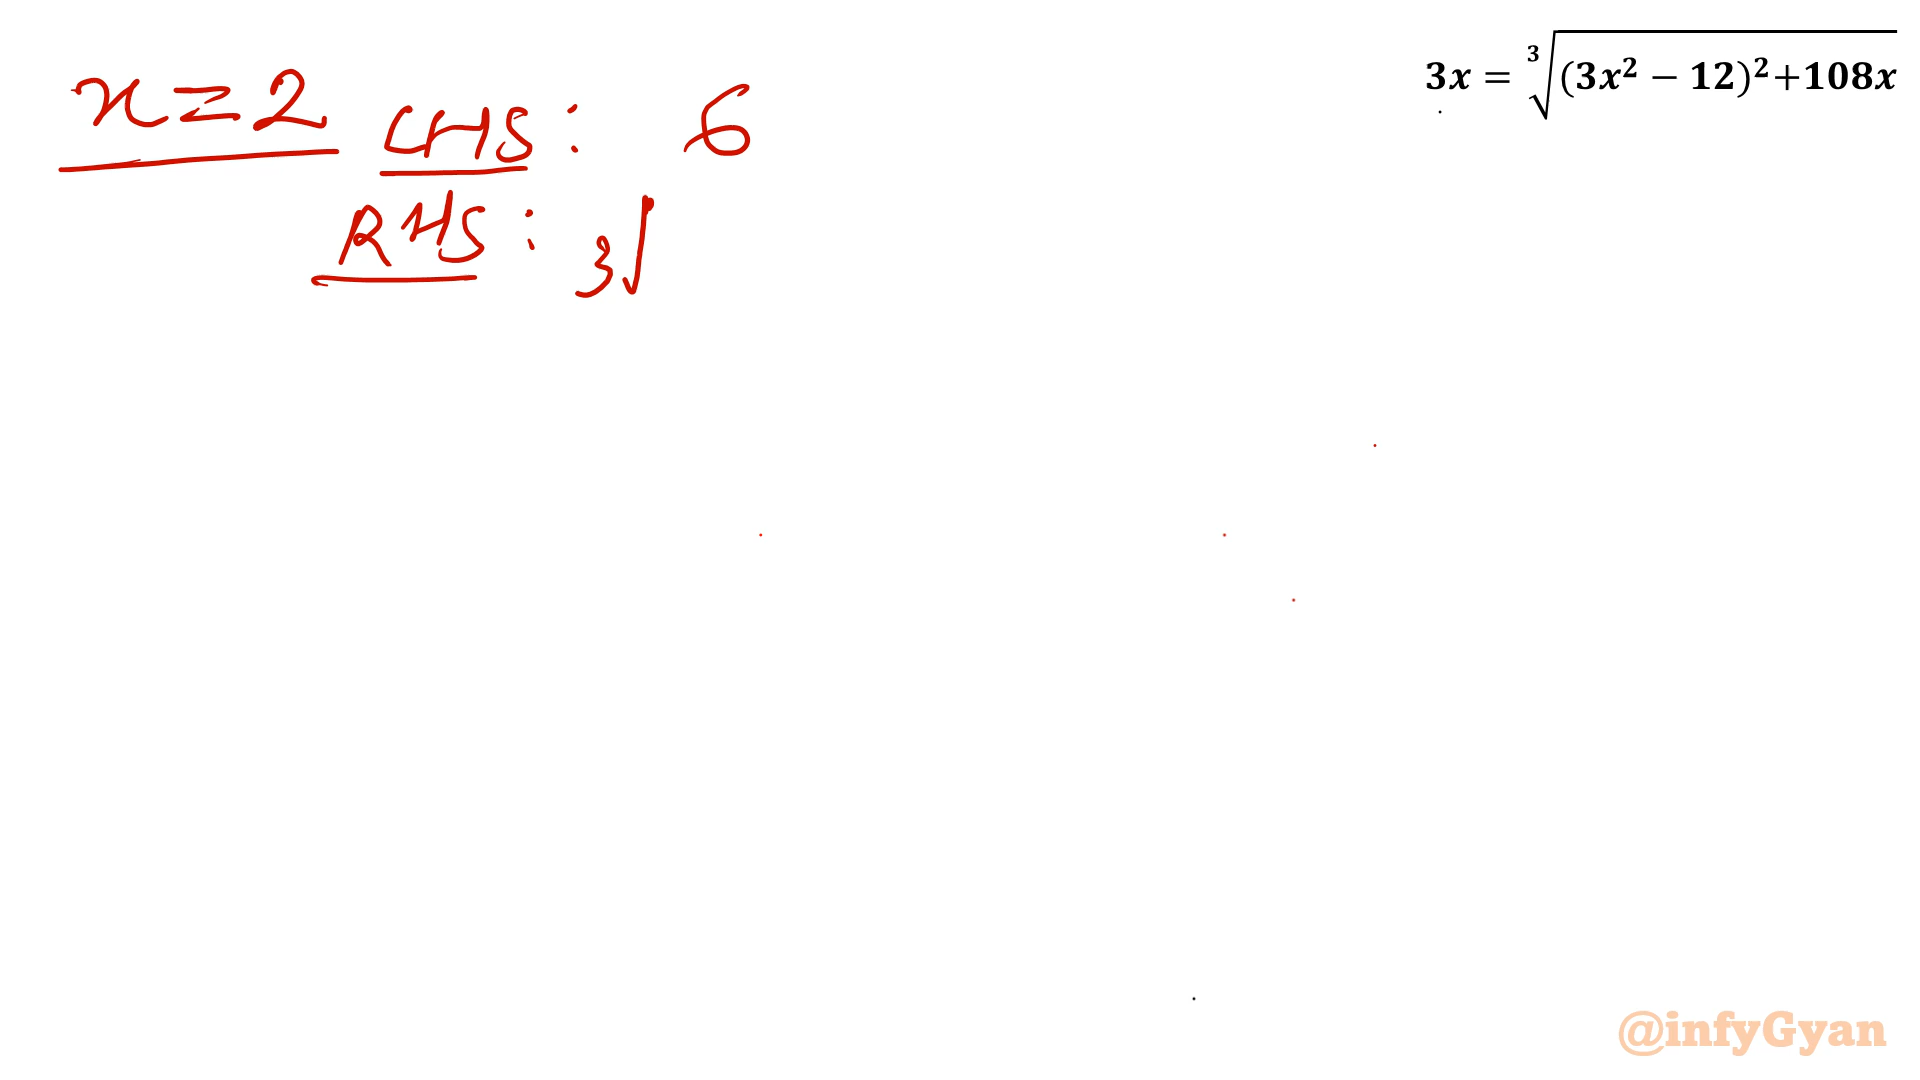 3x = ∛((3x² − 12)²+108x)
x = 2 LHS : 6
RHS : 3√
@infyGyan